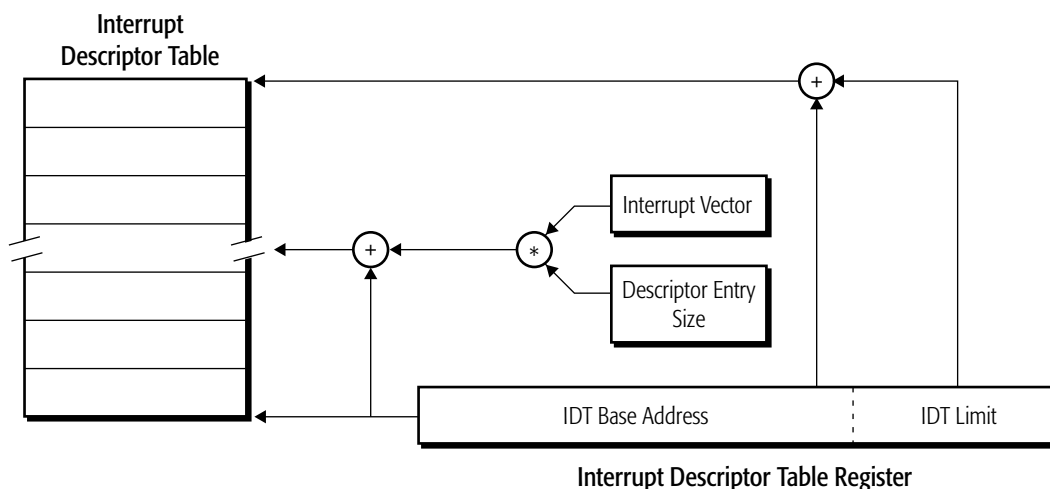 Interrupt
Descriptor Table
+
Interrupt Vector
+
*
Descriptor Entry
Size
IDT Base Address
IDT Limit
Interrupt Descriptor Table Register